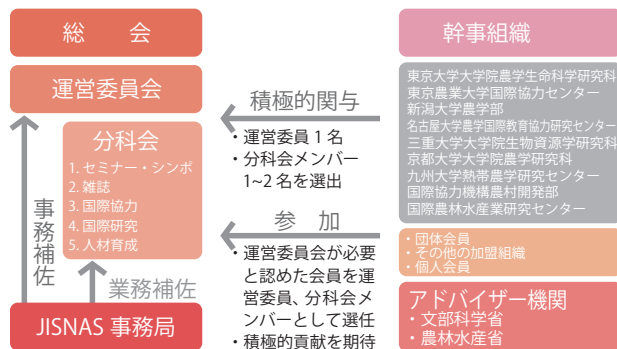 総　会
運営委員会
分科会
1. セミナー・シンポ
2. 雑誌
3. 国際協力
4. 国際研究
5. 人材育成
事務補佐
業務補佐
JISNAS 事務局
積極的関与
・運営委員 1 名
・分科会メンバー
1~2 名を選出
参　加
・運営委員会が必要
と認めた会員を運
営委員、分科会メ
ンバーとして選任
・積極的貢献を期待
幹事組織
東京大学大学院農学生命科学研究科
東京農業大学国際協力センター
新潟大学農学部
名古屋大学農学国際教育協力研究センター
三重大学大学院生物資源学研究科
京都大学大学院農学研究科
九州大学熱帯農学研究センター
国際協力機構農村開発部
国際農林水産業研究センター
・団体会員
・その他の加盟組織
・個人会員
アドバイザー機関
・文部科学省
・農林水産省